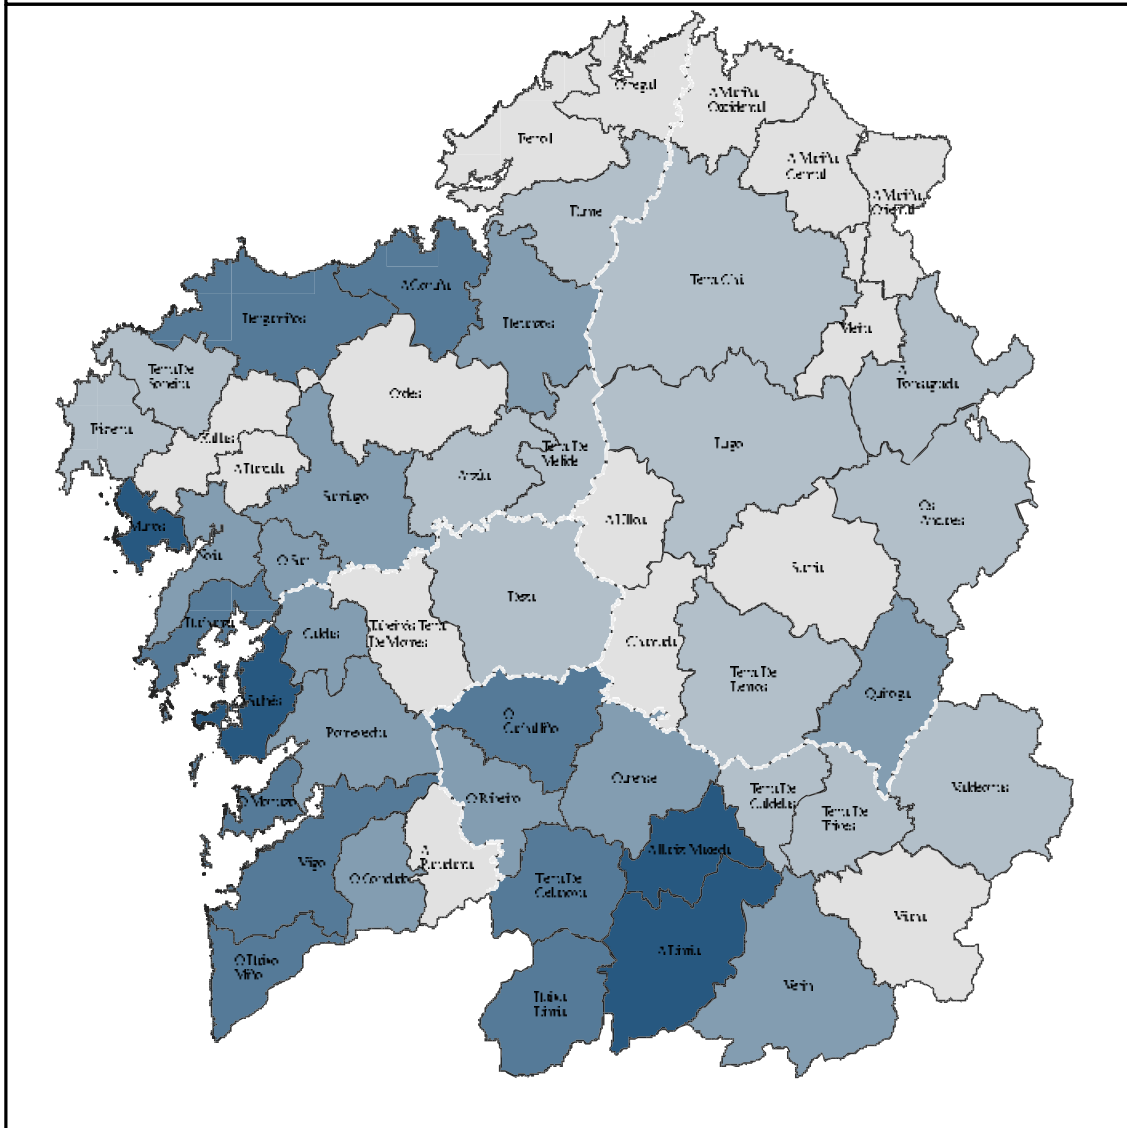 Ortegal
A Mariña
Occidental
Ferrol
A Mariña
Central
A Mariña
Oriental
Eume
Terra Chá
A Coruña
Bergantiños
Betanzos
Meira
A
Fonsagrada
Terra De
Soneira
Ordes
Fisterra
Xallas
A Barcala
Terra De
Melide
Lugo
Arzúa
Santiago
Os
Ancares
Muros
A Ulloa
Noia
O Sar
Sarria
Deza
Barbanza
Caldas
Tabeirós Terra
De Montes
Chantada
Terra De
Lemos
Quiroga
O Salnés
O
Carballiño
Pontevedra
Ourense
Valdeorras
O Morrazo
O Ribeiro
Terra De
Caldelas
Terra De
Trives
Vigo
A
Paradanta
O Condado
Allariz Maceda
Terra De
Celanova
Viana
A Limia
O Baixo
Miño
Baixa
Limia
Verín